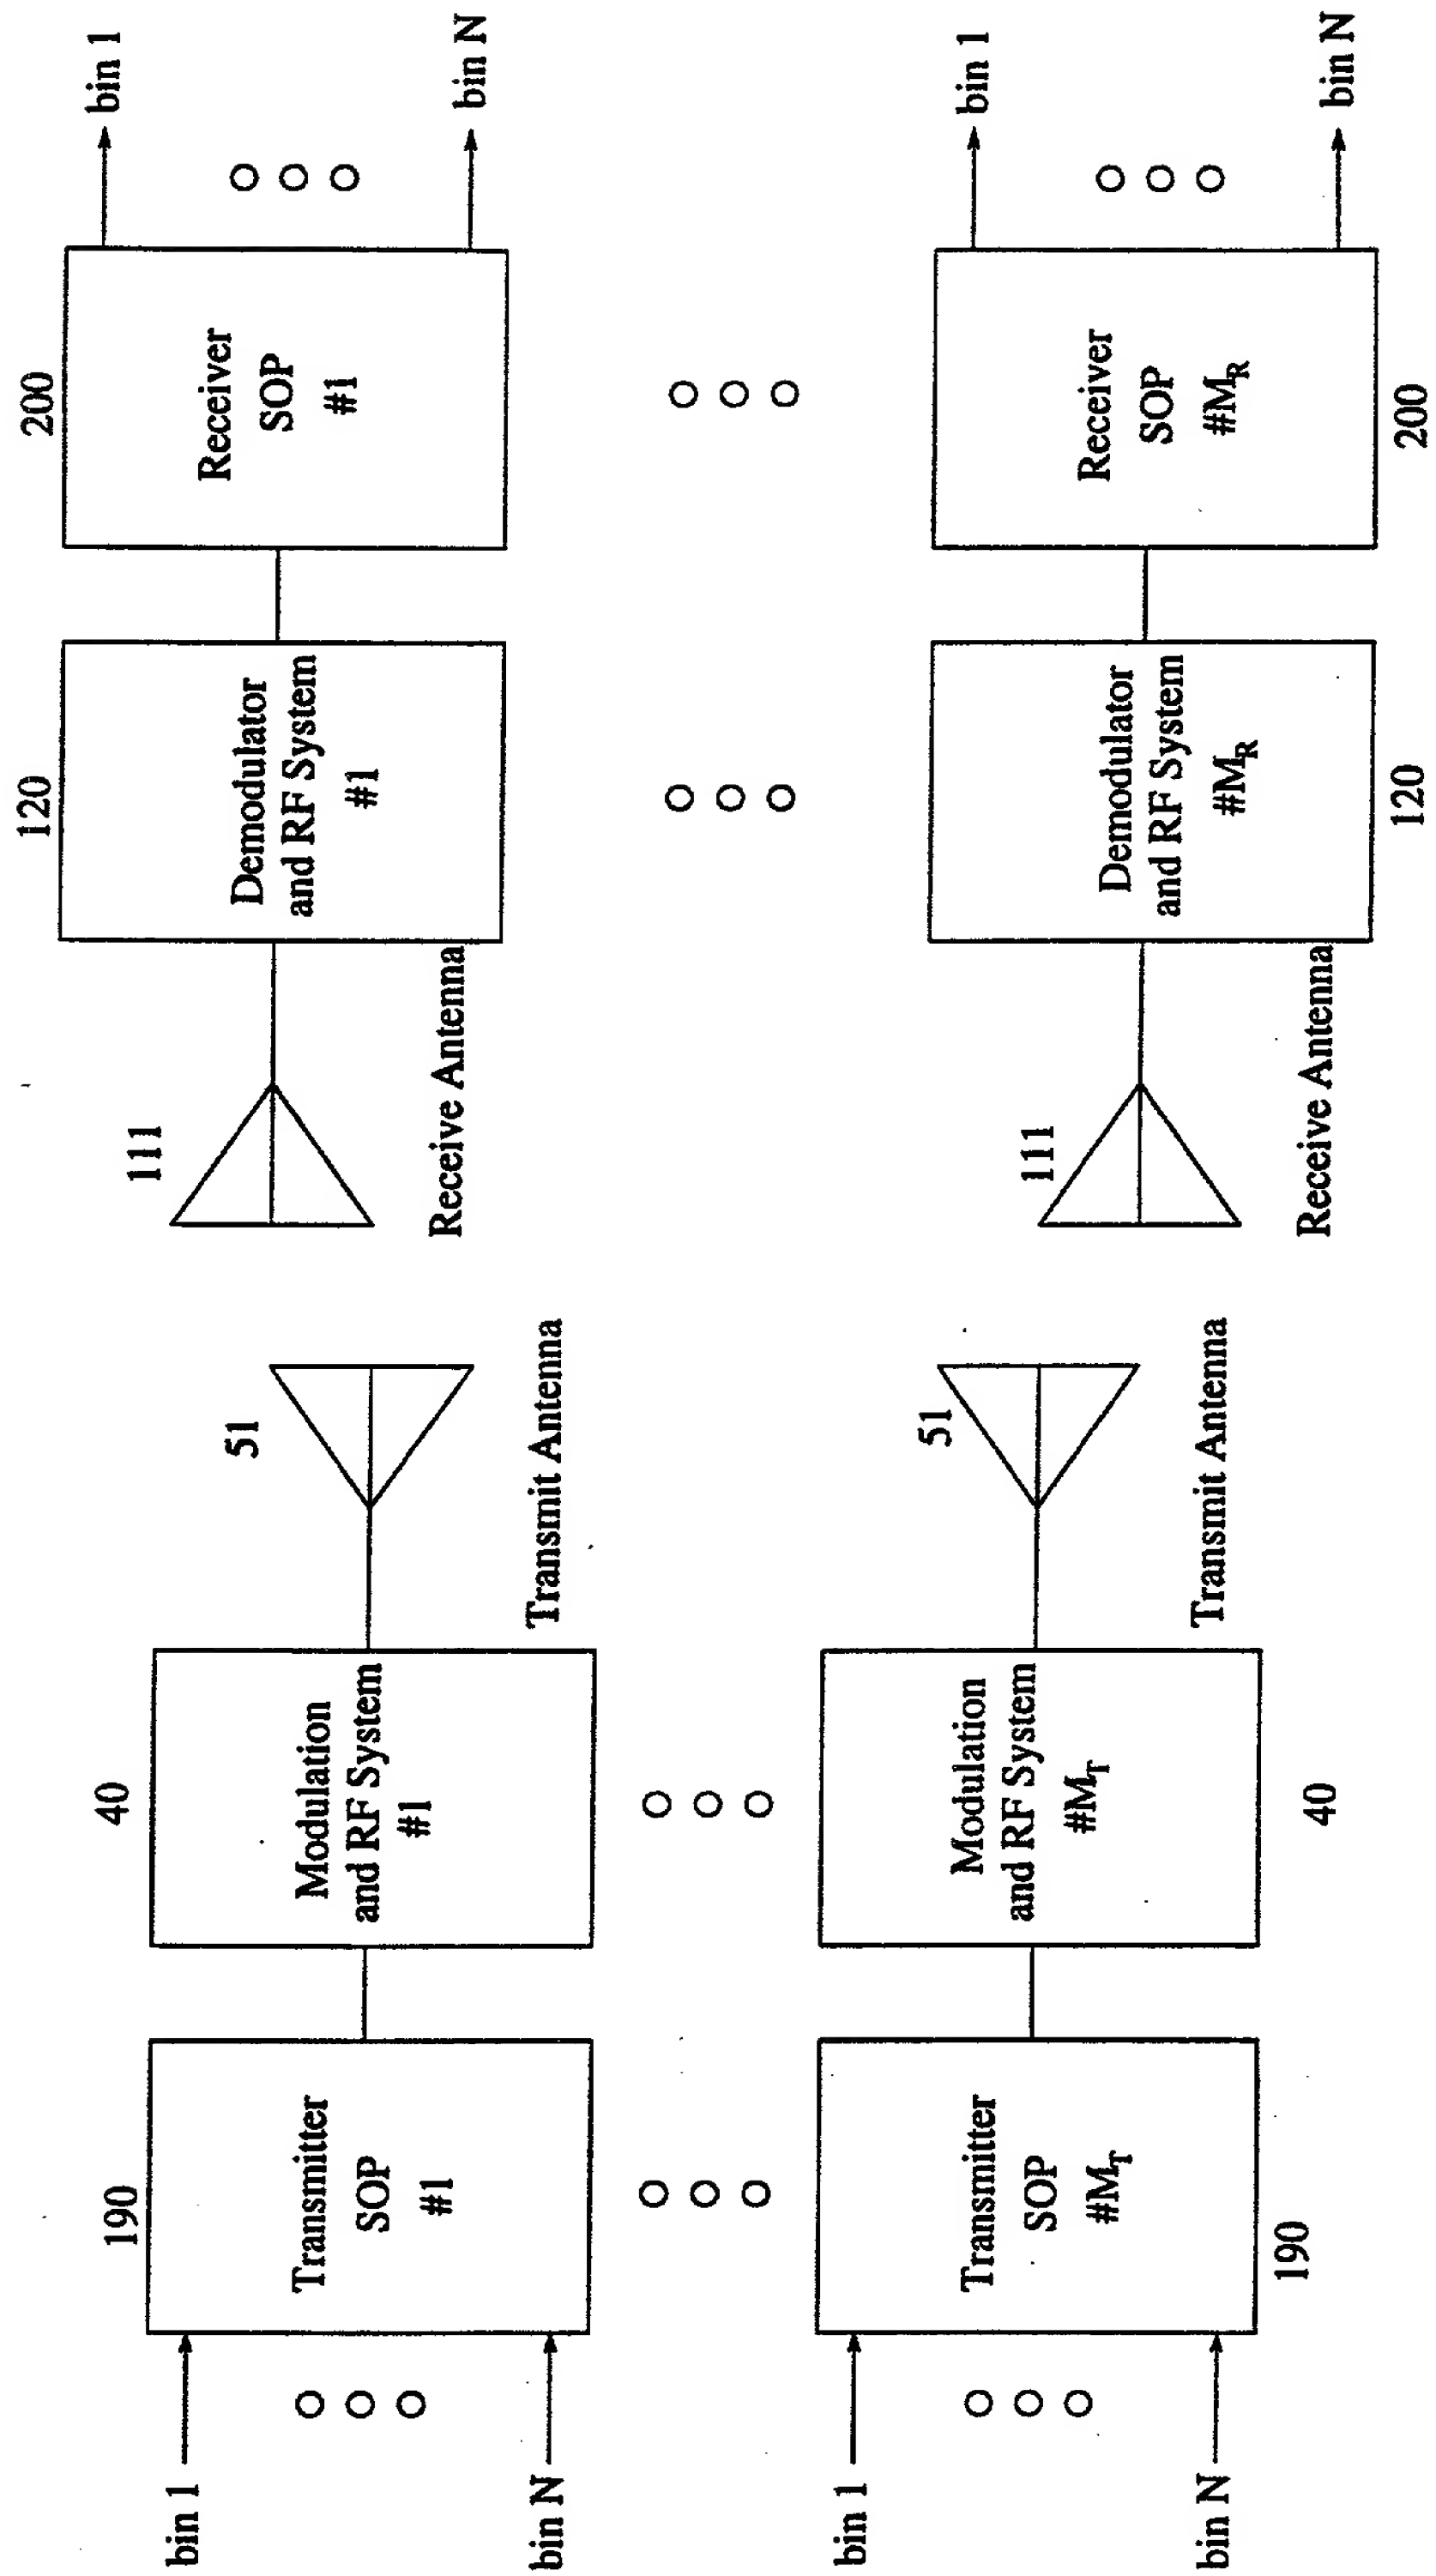 bin 1
bin N
190
Transmitter
SOP
#1
40
Modulation
and RF System
#1
51
Transmit Antenna
111
Receive Antenna
120
Demodulator
and RF System
#1
200
Receiver
SOP
#1
bin 1
bin N
bin 1
bin N
Transmitter
SOP
#M_T
190
Modulation
and RF System
#M_T
40
51
Transmit Antenna
111
Receive Antenna
Demodulator
and RF System
#M_R
120
Receiver
SOP
#M_R
200
bin 1
bin N